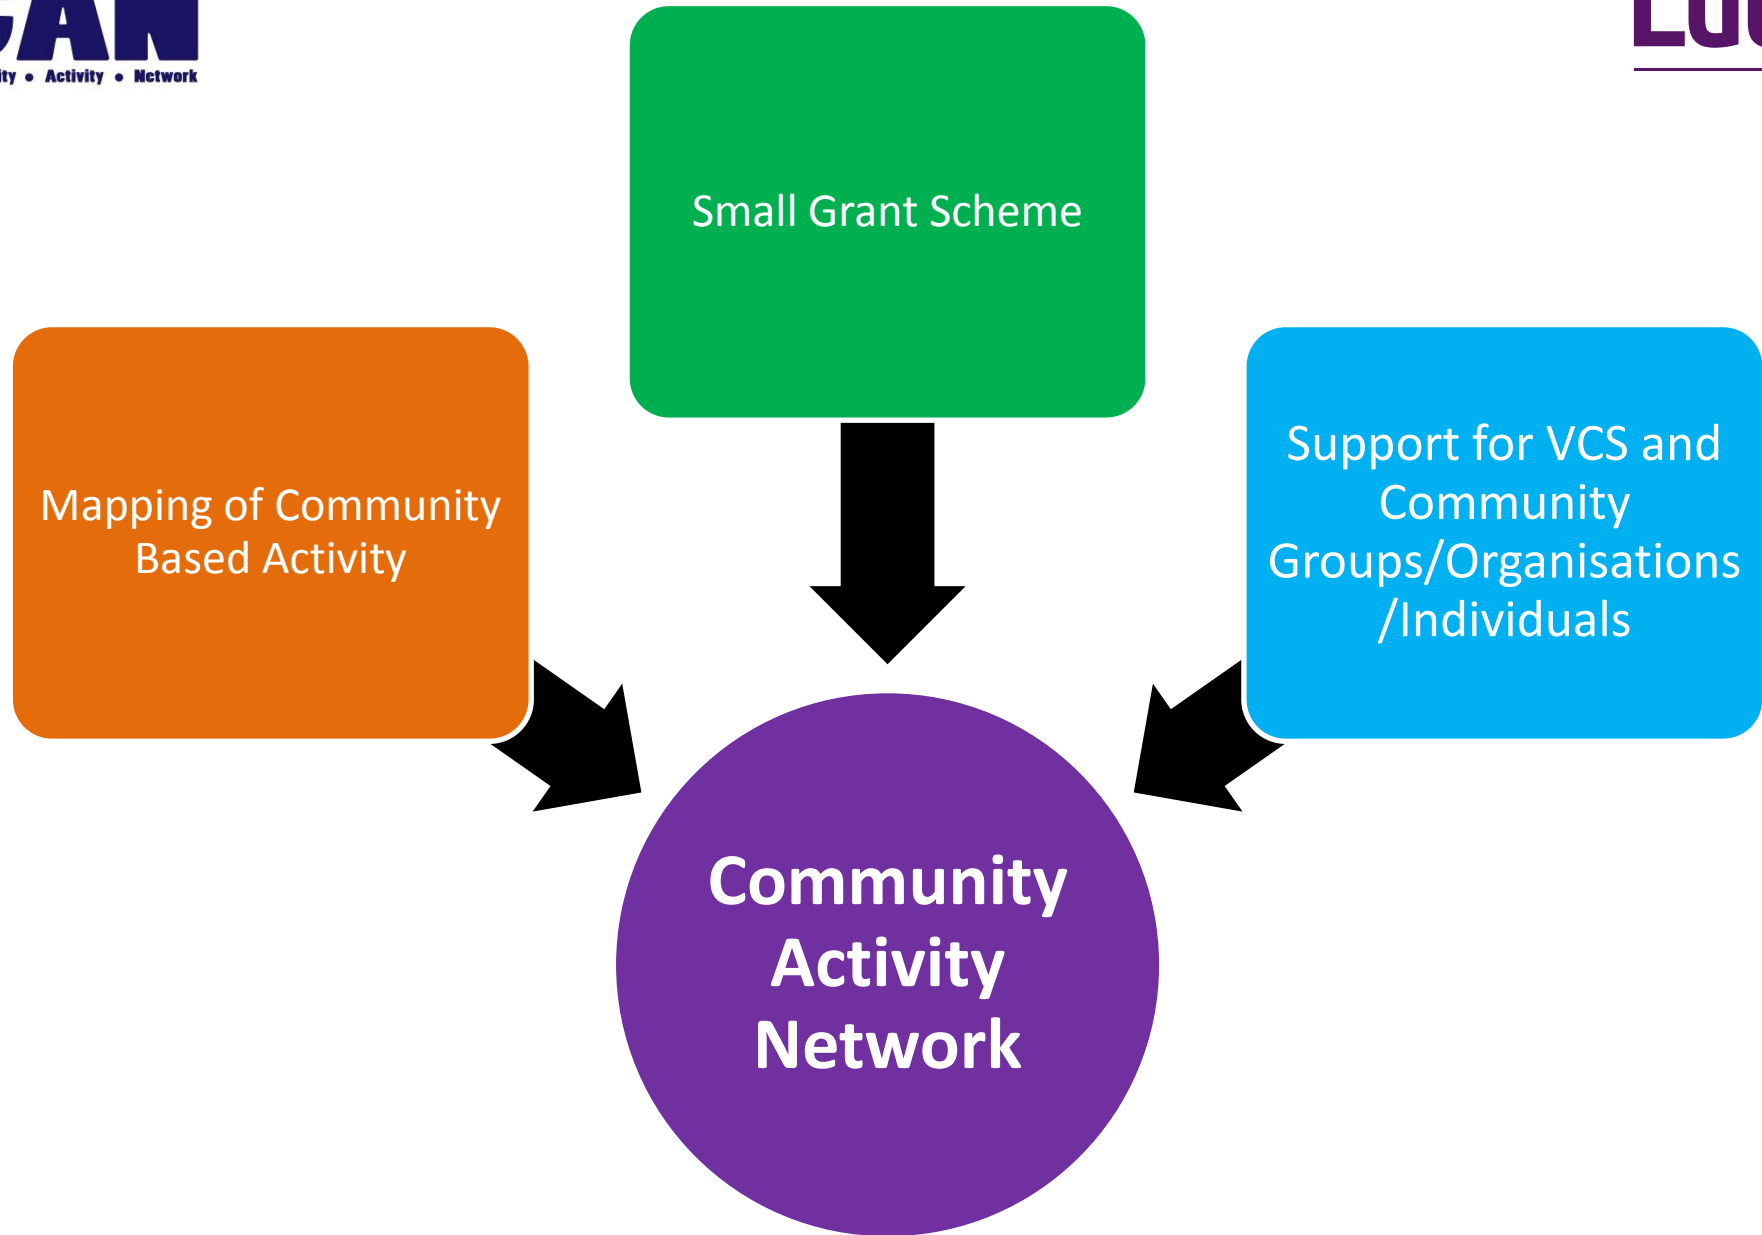 CAN
Activity • Network
Small Grant Scheme
Mapping of Community
Based Activity
Support for VCS and
Community
Groups/Organisations
/Individuals
Community
Activity
Network